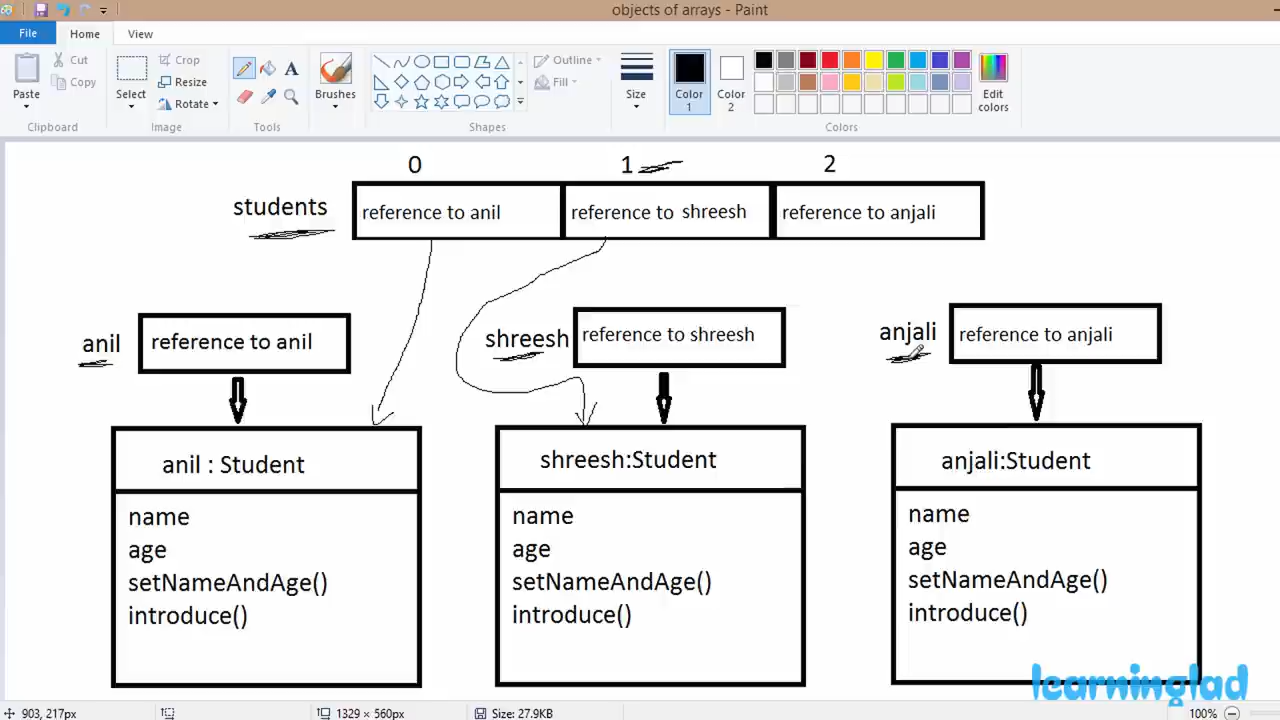 objects of arrays - Paint
File Home View
Paste
Cut
Copy
Clipboard
Select
Crop
Resize
Rotate
Image
A
Tools
Brushes
Outline
Fill
Shapes
Size
Color 1
Color 2
Edit colors
Colors
0 1 2
students
reference to anil
reference to shreesh
reference to anjali
anil
reference to anil
shreesh
reference to shreesh
anjali
reference to anjali
anil : Student
name
age
setNameAndAge()
introduce()
shreesh:Student
name
age
setNameAndAge()
introduce()
anjali:Student
name
age
setNameAndAge()
introduce()
learninglad
903, 217px
1329 × 560px
Size: 27.9KB
100%